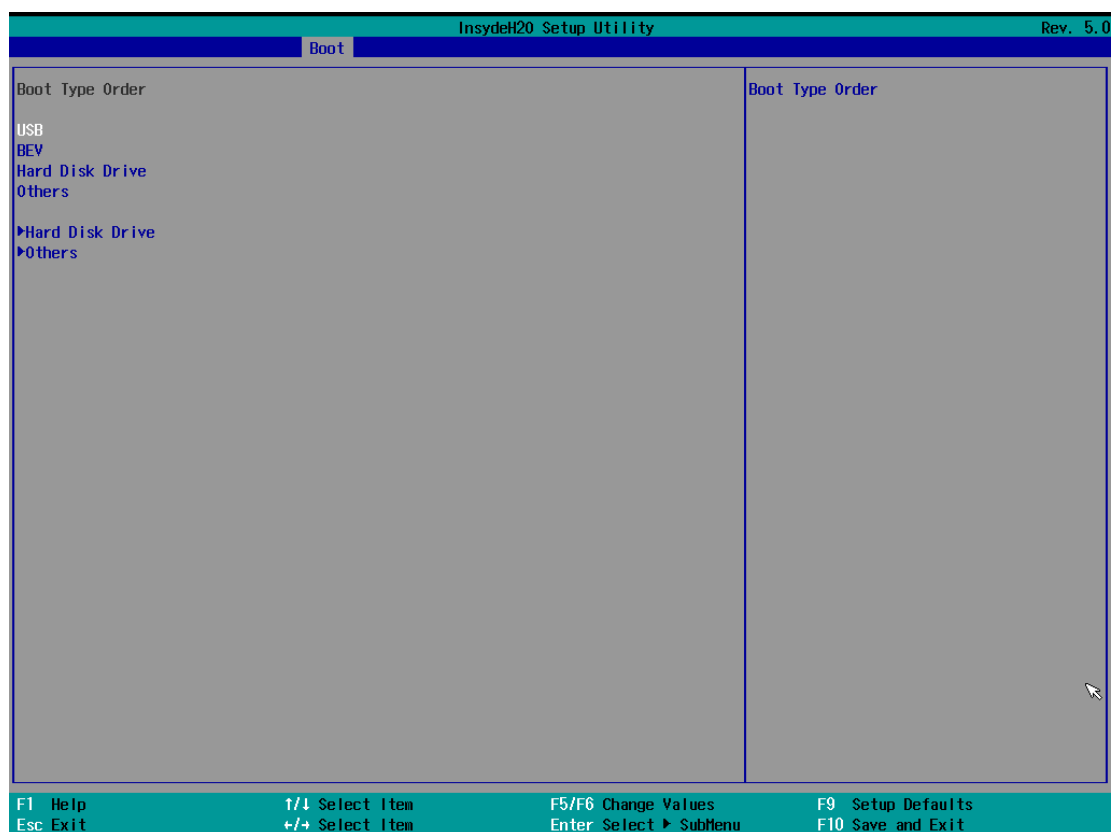 InsydeH20 Setup Utility Rev. 5.0
Boot
Boot Type Order
USB
BEV
Hard Disk Drive
Others
▶Hard Disk Drive
▶Others
Boot Type Order
F1 Help ↑/↓ Select Item F5/F6 Change Values F9 Setup Defaults
Esc Exit ←/→ Select Item Enter Select ▶ SubMenu F10 Save and Exit